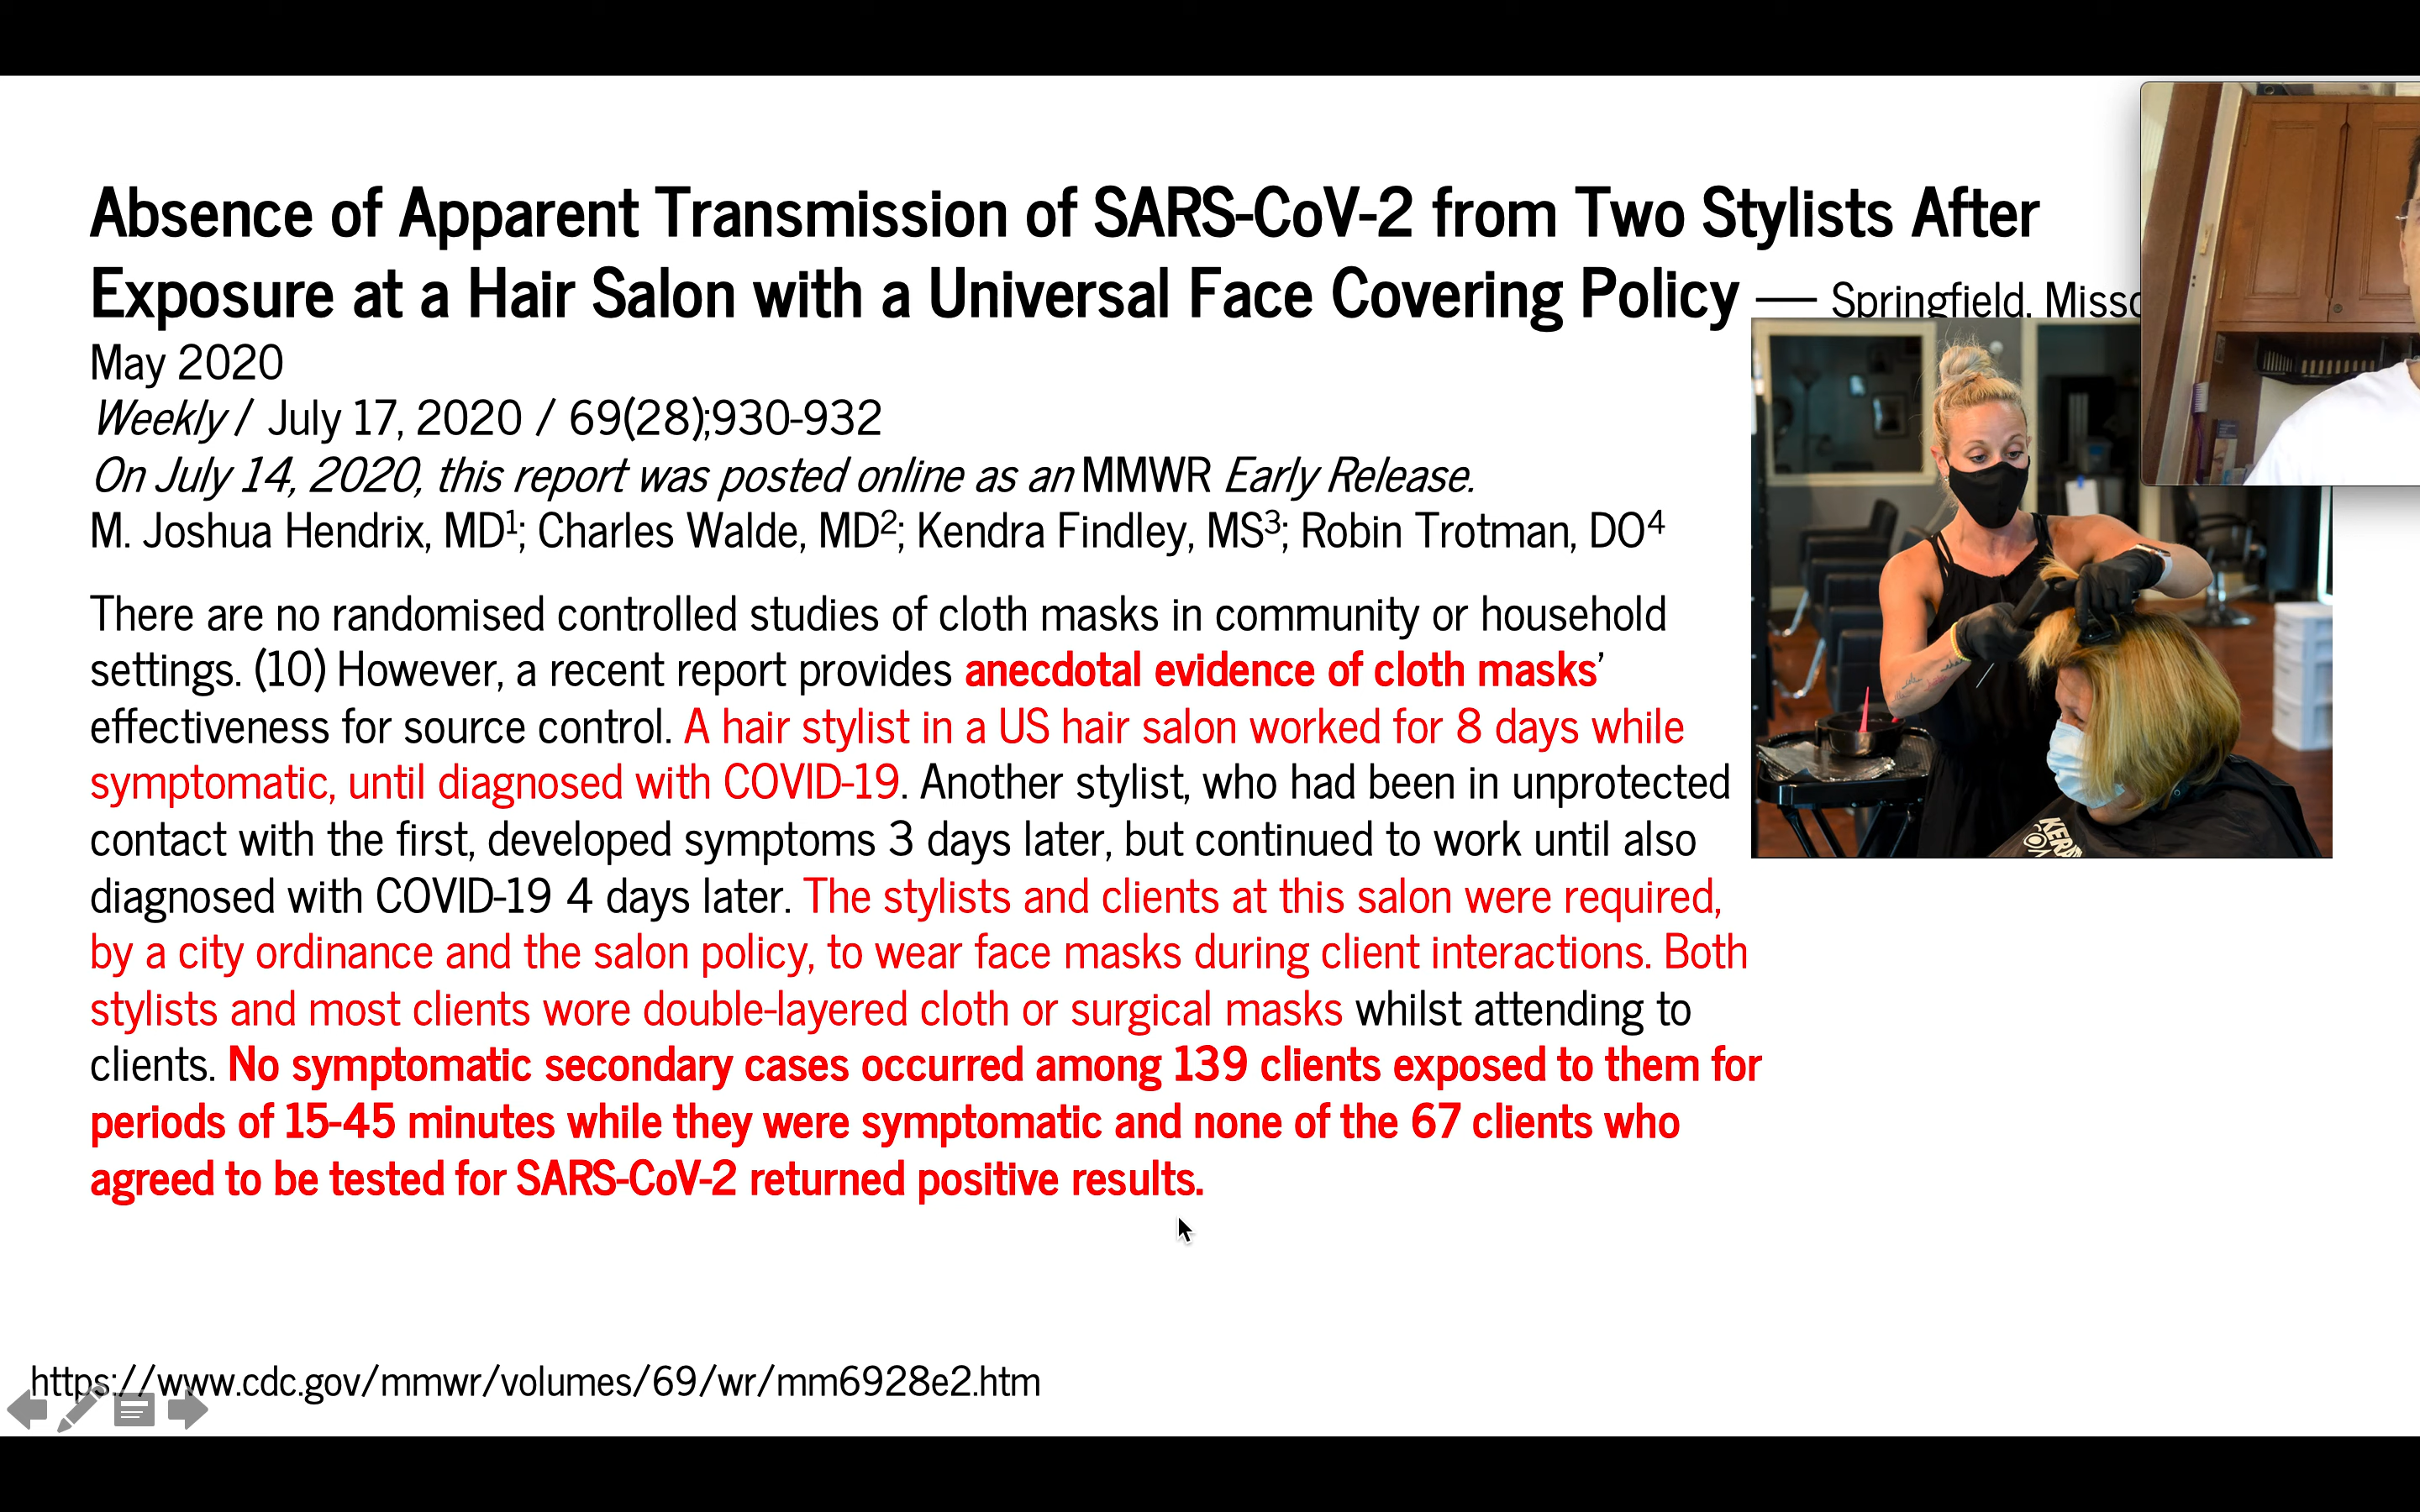 Absence of Apparent Transmission of SARS-CoV-2 from Two Stylists After
Exposure at a Hair Salon with a Universal Face Covering Policy — Springfield, 
May 2020
Weekly / July 17, 2020 / 69(28);930-932
On July 14, 2020, this report was posted online as an MMWR Early Release.
M. Joshua Hendrix, MD1; Charles Walde, MD2; Kendra Findley, MS3; Robin Trotman, DO4
There are no randomised controlled studies of cloth masks in community or household
settings. (10) However, a recent report provides anecdotal evidence of cloth masks’
effectiveness for source control. A hair stylist in a US hair salon worked for 8 days while
symptomatic, until diagnosed with COVID-19. Another stylist, who had been in unprotected
contact with the first, developed symptoms 3 days later, but continued to work until also
diagnosed with COVID-19 4 days later. The stylists and clients at this salon were required,
by a city ordinance and the salon policy, to wear face masks during client interactions. Both
stylists and most clients wore double-layered cloth or surgical masks whilst attending to
clients. No symptomatic secondary cases occurred among 139 clients exposed to them for
periods of 15-45 minutes while they were symptomatic and none of the 67 clients who
agreed to be tested for SARS-CoV-2 returned positive results.
https://www.cdc.gov/mmwr/volumes/69/wr/mm6928e2.htm